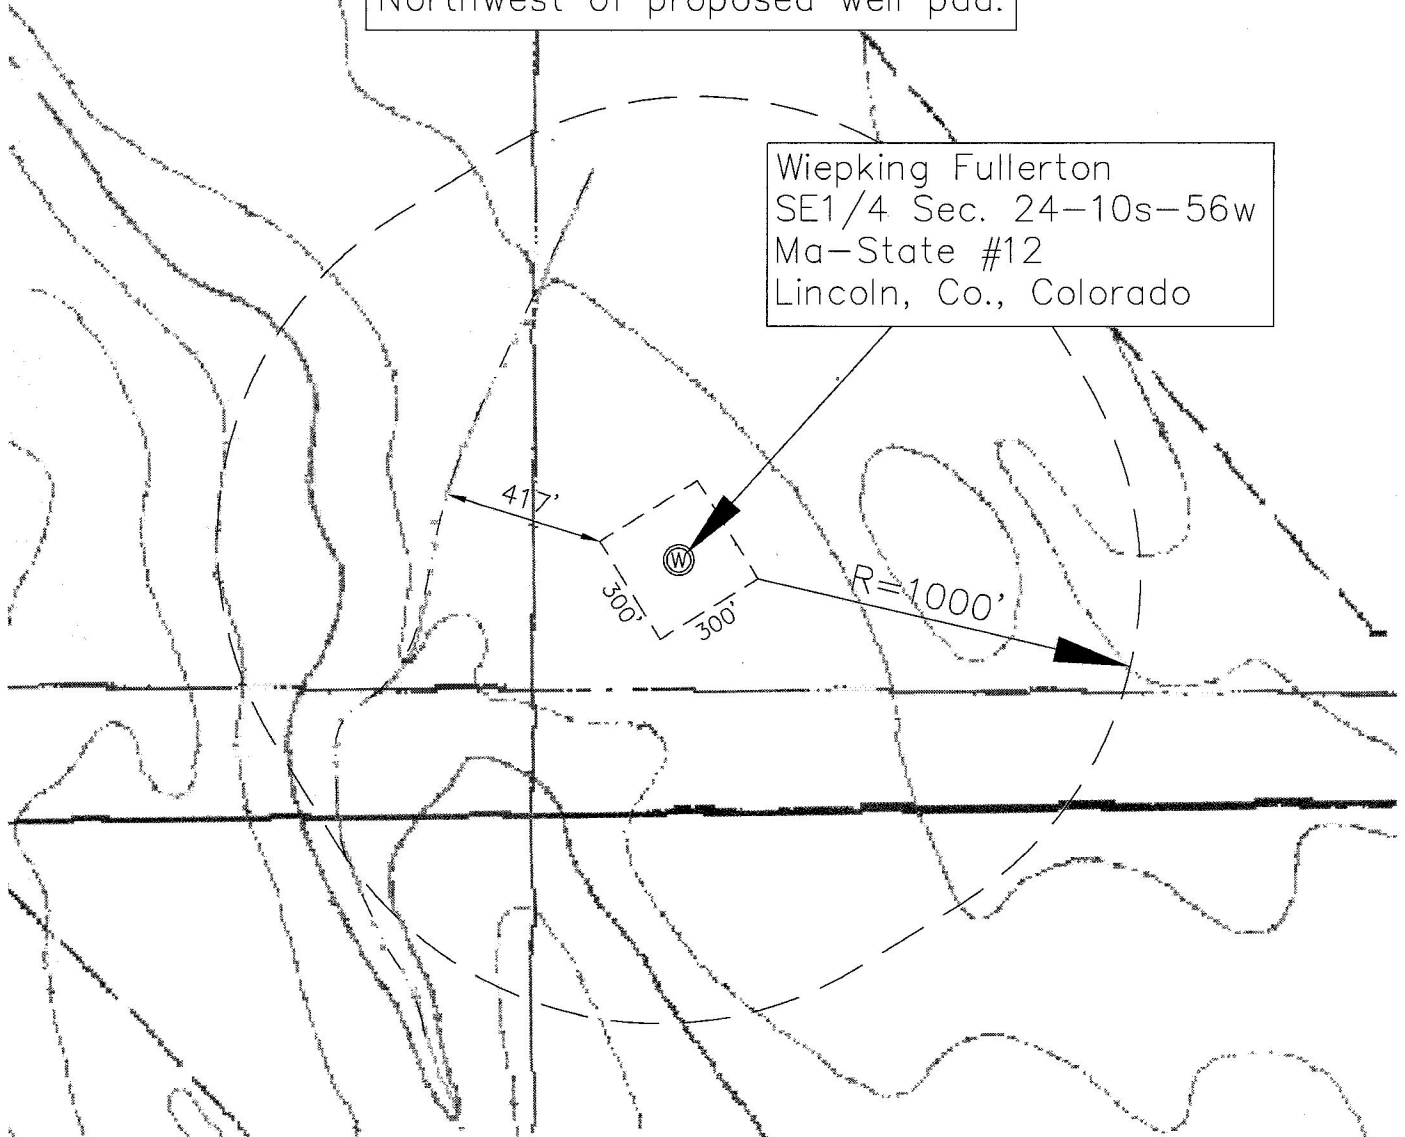 Northwest of proposed well pad.
Wiepking Fullerton
SE1/4 Sec. 24-10s-56w
Ma-State #12
Lincoln, Co., Colorado
417'
W
R=1000'
300'
300'